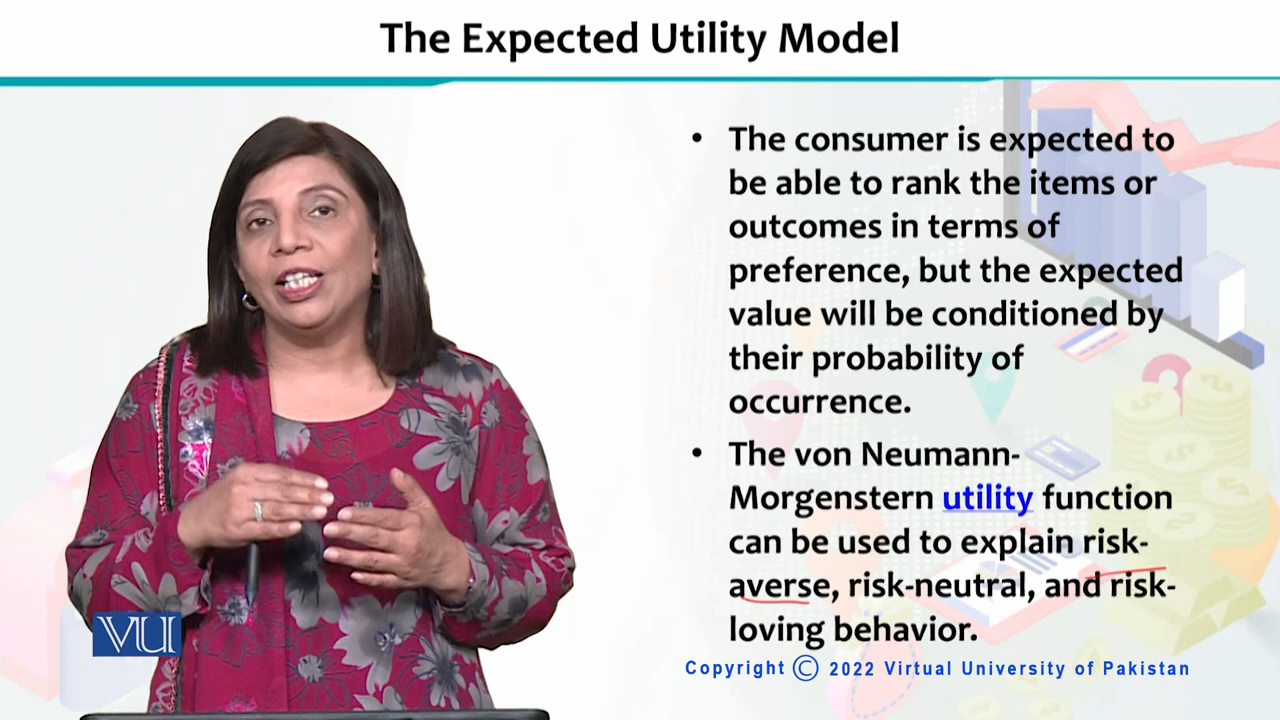 The Expected Utility Model
• The consumer is expected to
be able to rank the items or
outcomes in terms of
preference, but the expected
value will be conditioned by
their probability of
occurrence.
• The von Neumann-
Morgenstern utility function
can be used to explain risk-
averse, risk-neutral, and risk-
loving behavior.
VU
Copyright © 2022 Virtual University of Pakistan